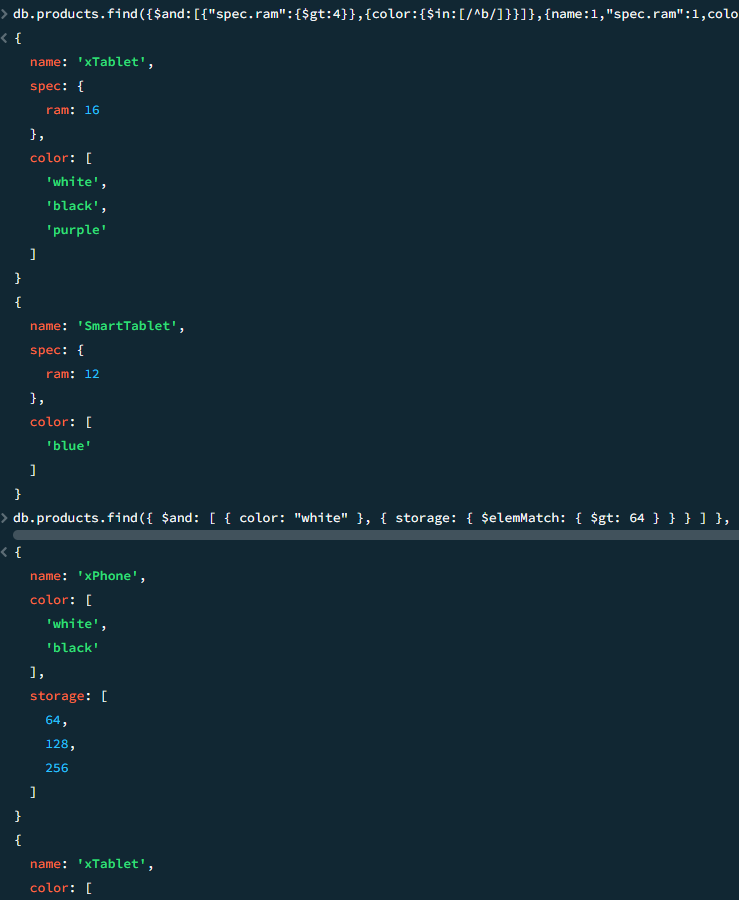 db.products.find({$and:[{"spec.ram":{$gt:4}},{color:{$in:[/^b/]}}]},{name:1,"spec.ram":1,colo
{
name: 'xTablet',
spec: {
ram: 16
},
color: [
'white',
'black',
'purple'
]
}
{
name: 'SmartTablet',
spec: {
ram: 12
},
color: [
'blue'
]
}
db.products.find({ $and: [ { color: "white" }, { storage: { $elemMatch: { $gt: 64 } } } ] },
{
name: 'xPhone',
color: [
'white',
'black'
],
storage: [
64,
128,
256
]
}
{
name: 'xTablet',
color: [